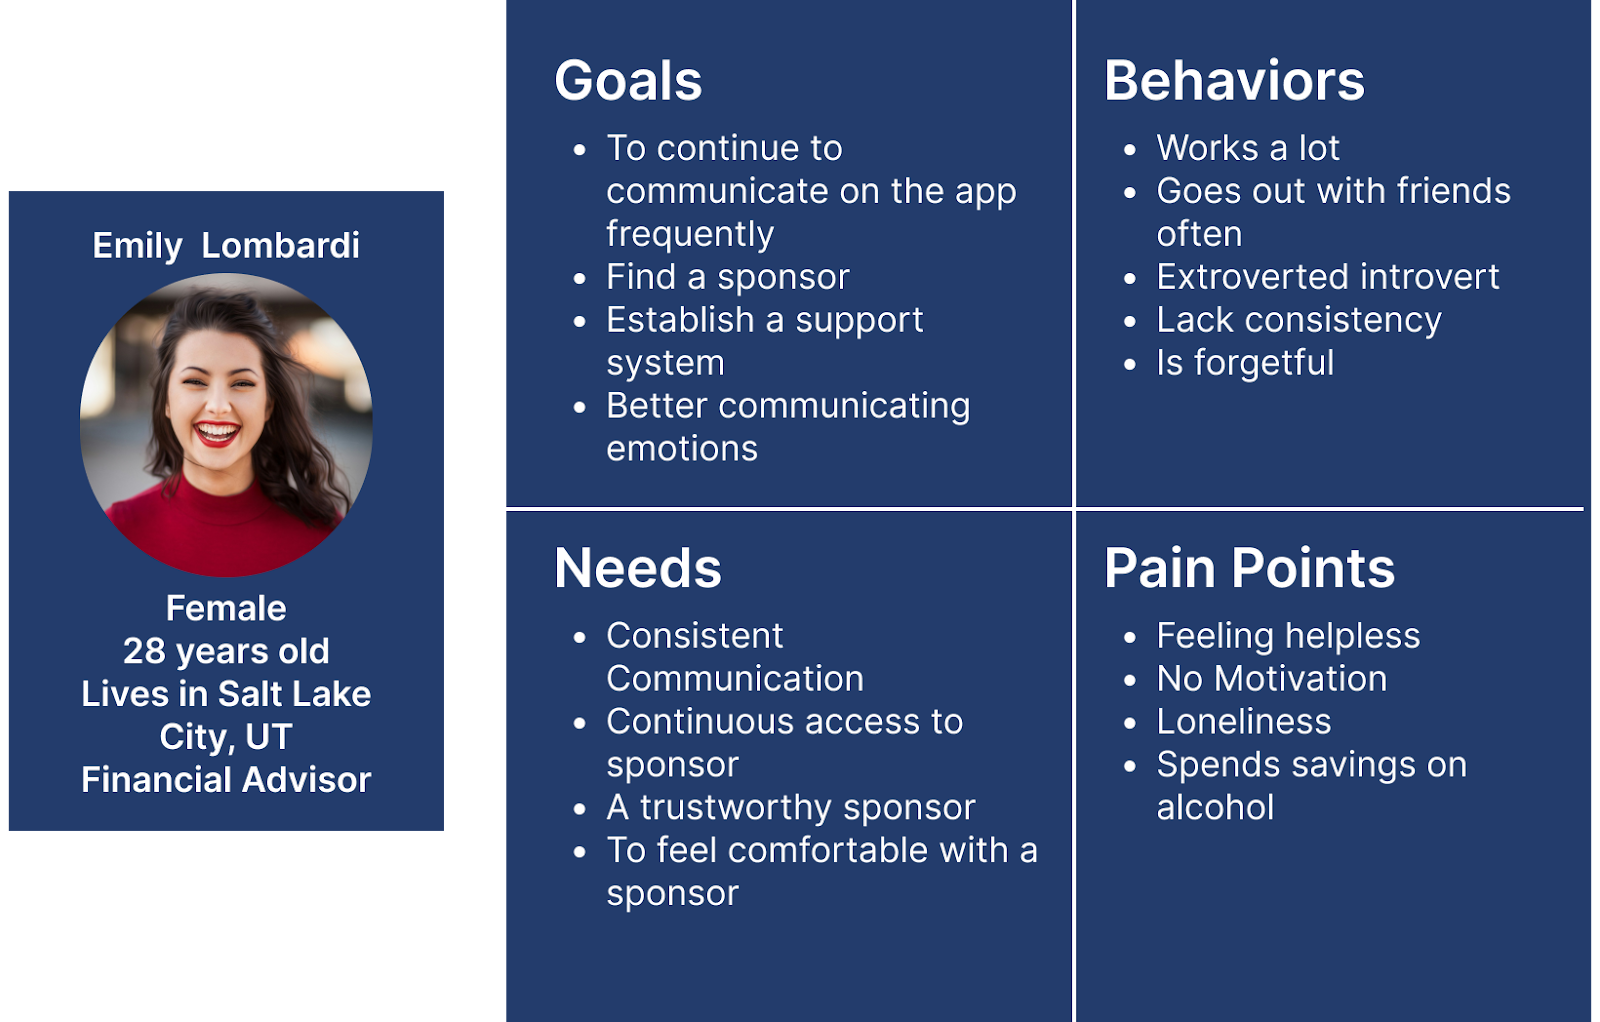 Emily Lombardi
Female
28 years old
Lives in Salt Lake
City, UT
Financial Advisor
Goals
• To continue to
communicate on the app
frequently
• Find a sponsor
• Establish a support
system
• Better communicating
emotions
Behaviors
• Works a lot
• Goes out with friends
often
• Extroverted introvert
• Lack consistency
• Is forgetful
Needs
• Consistent
Communication
• Continuous access to
sponsor
• A trustworthy sponsor
• To feel comfortable with a
sponsor
Pain Points
• Feeling helpless
• No Motivation
• Loneliness
• Spends savings on
alcohol